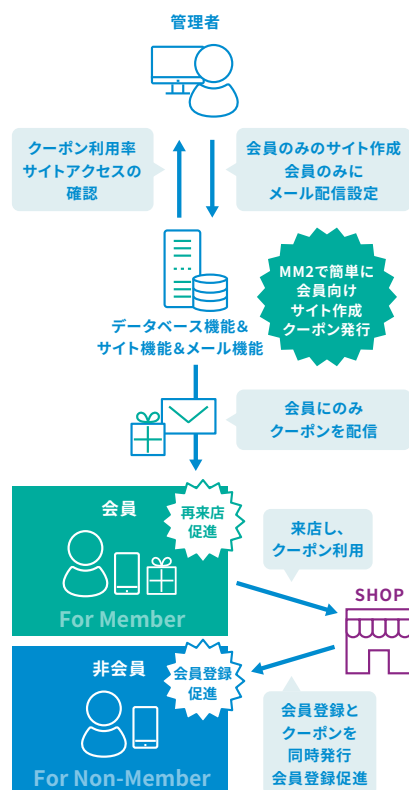 管理者
クーポン利用率
サイトアクセスの
確認
会員のみのサイト作成
会員のみに
メール配信設定
MM2で簡単に
会員向け
サイト作成
クーポン発行
データベース機能&
サイト機能&メール機能
会員にのみ
クーポンを配信
会員
再来店
促進
For Member
来店し、
クーポン利用
SHOP
非会員
会員登録
促進
For Non-Member
会員登録と
クーポンを
同時発行
会員登録促進